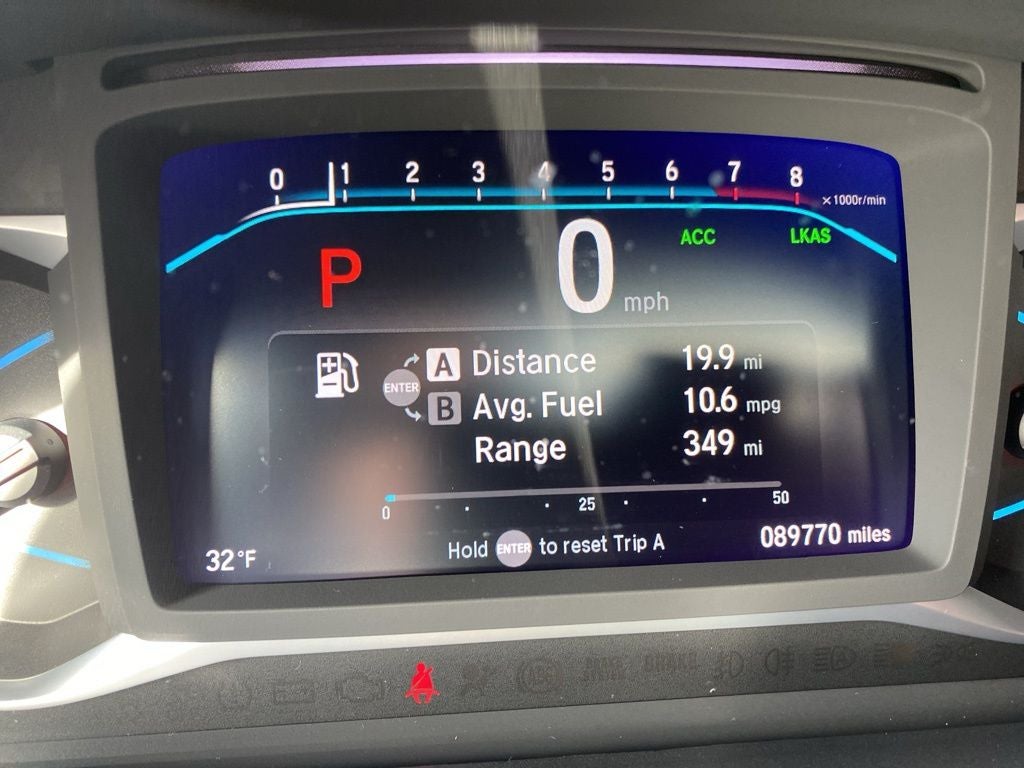 0 1 2 3 4 5 6 7 8 ×1000r/min
P 0 mph ACC LKAS
ENTER A Distance 19.9 mi
B Avg. Fuel 10.6 mpg
Range 349 mi
0 25 50
Hold ENTER to reset Trip A
32°F 089770 miles